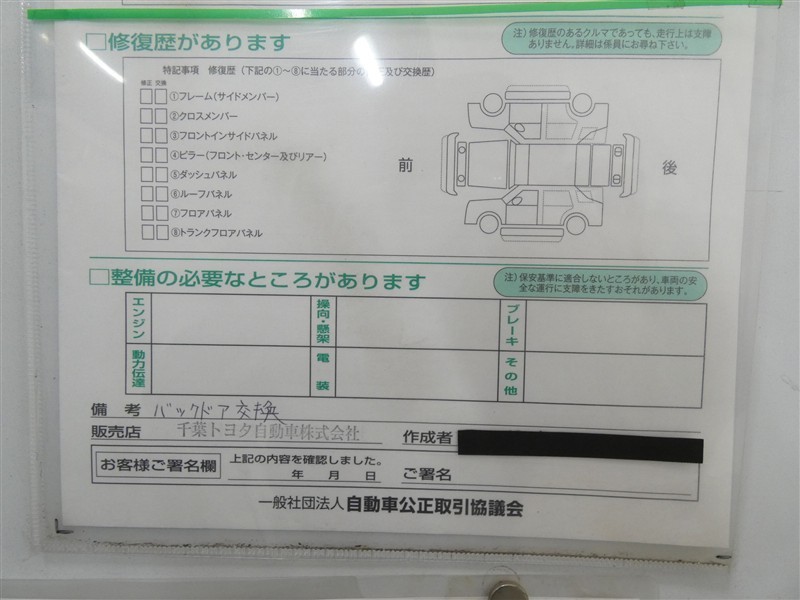 □修復歴があります
注）修復歴のあるクルマであっても、走行上は支障
ありません。詳細は係員にお尋ね下さい。
特記事項 修復歴（下記の①～⑧に当たる部分の 及び交換歴）
修正 交換
①フレーム（サイドメンバー）
②クロスメンバー
③フロントインサイドパネル
④ピラー（フロント・センター及びリアー）
⑤ダッシュパネル
⑥ルーフパネル
⑦フロアパネル
⑧トランクフロアパネル
前
後
□整備の必要なところがあります
注）保安基準に適合しないところがあり、車両の安
全な運行に支障をきたすおそれがあります。
エンジン
操向・懸架
ブレーキ
動力伝達
電装
その他
備考 バックドア交換
販売店 千葉トヨタ自動車株式会社 作成者
お客様ご署名欄 上記の内容を確認しました。
年 月 日 ご署名
一般社団法人 自動車公正取引協議会